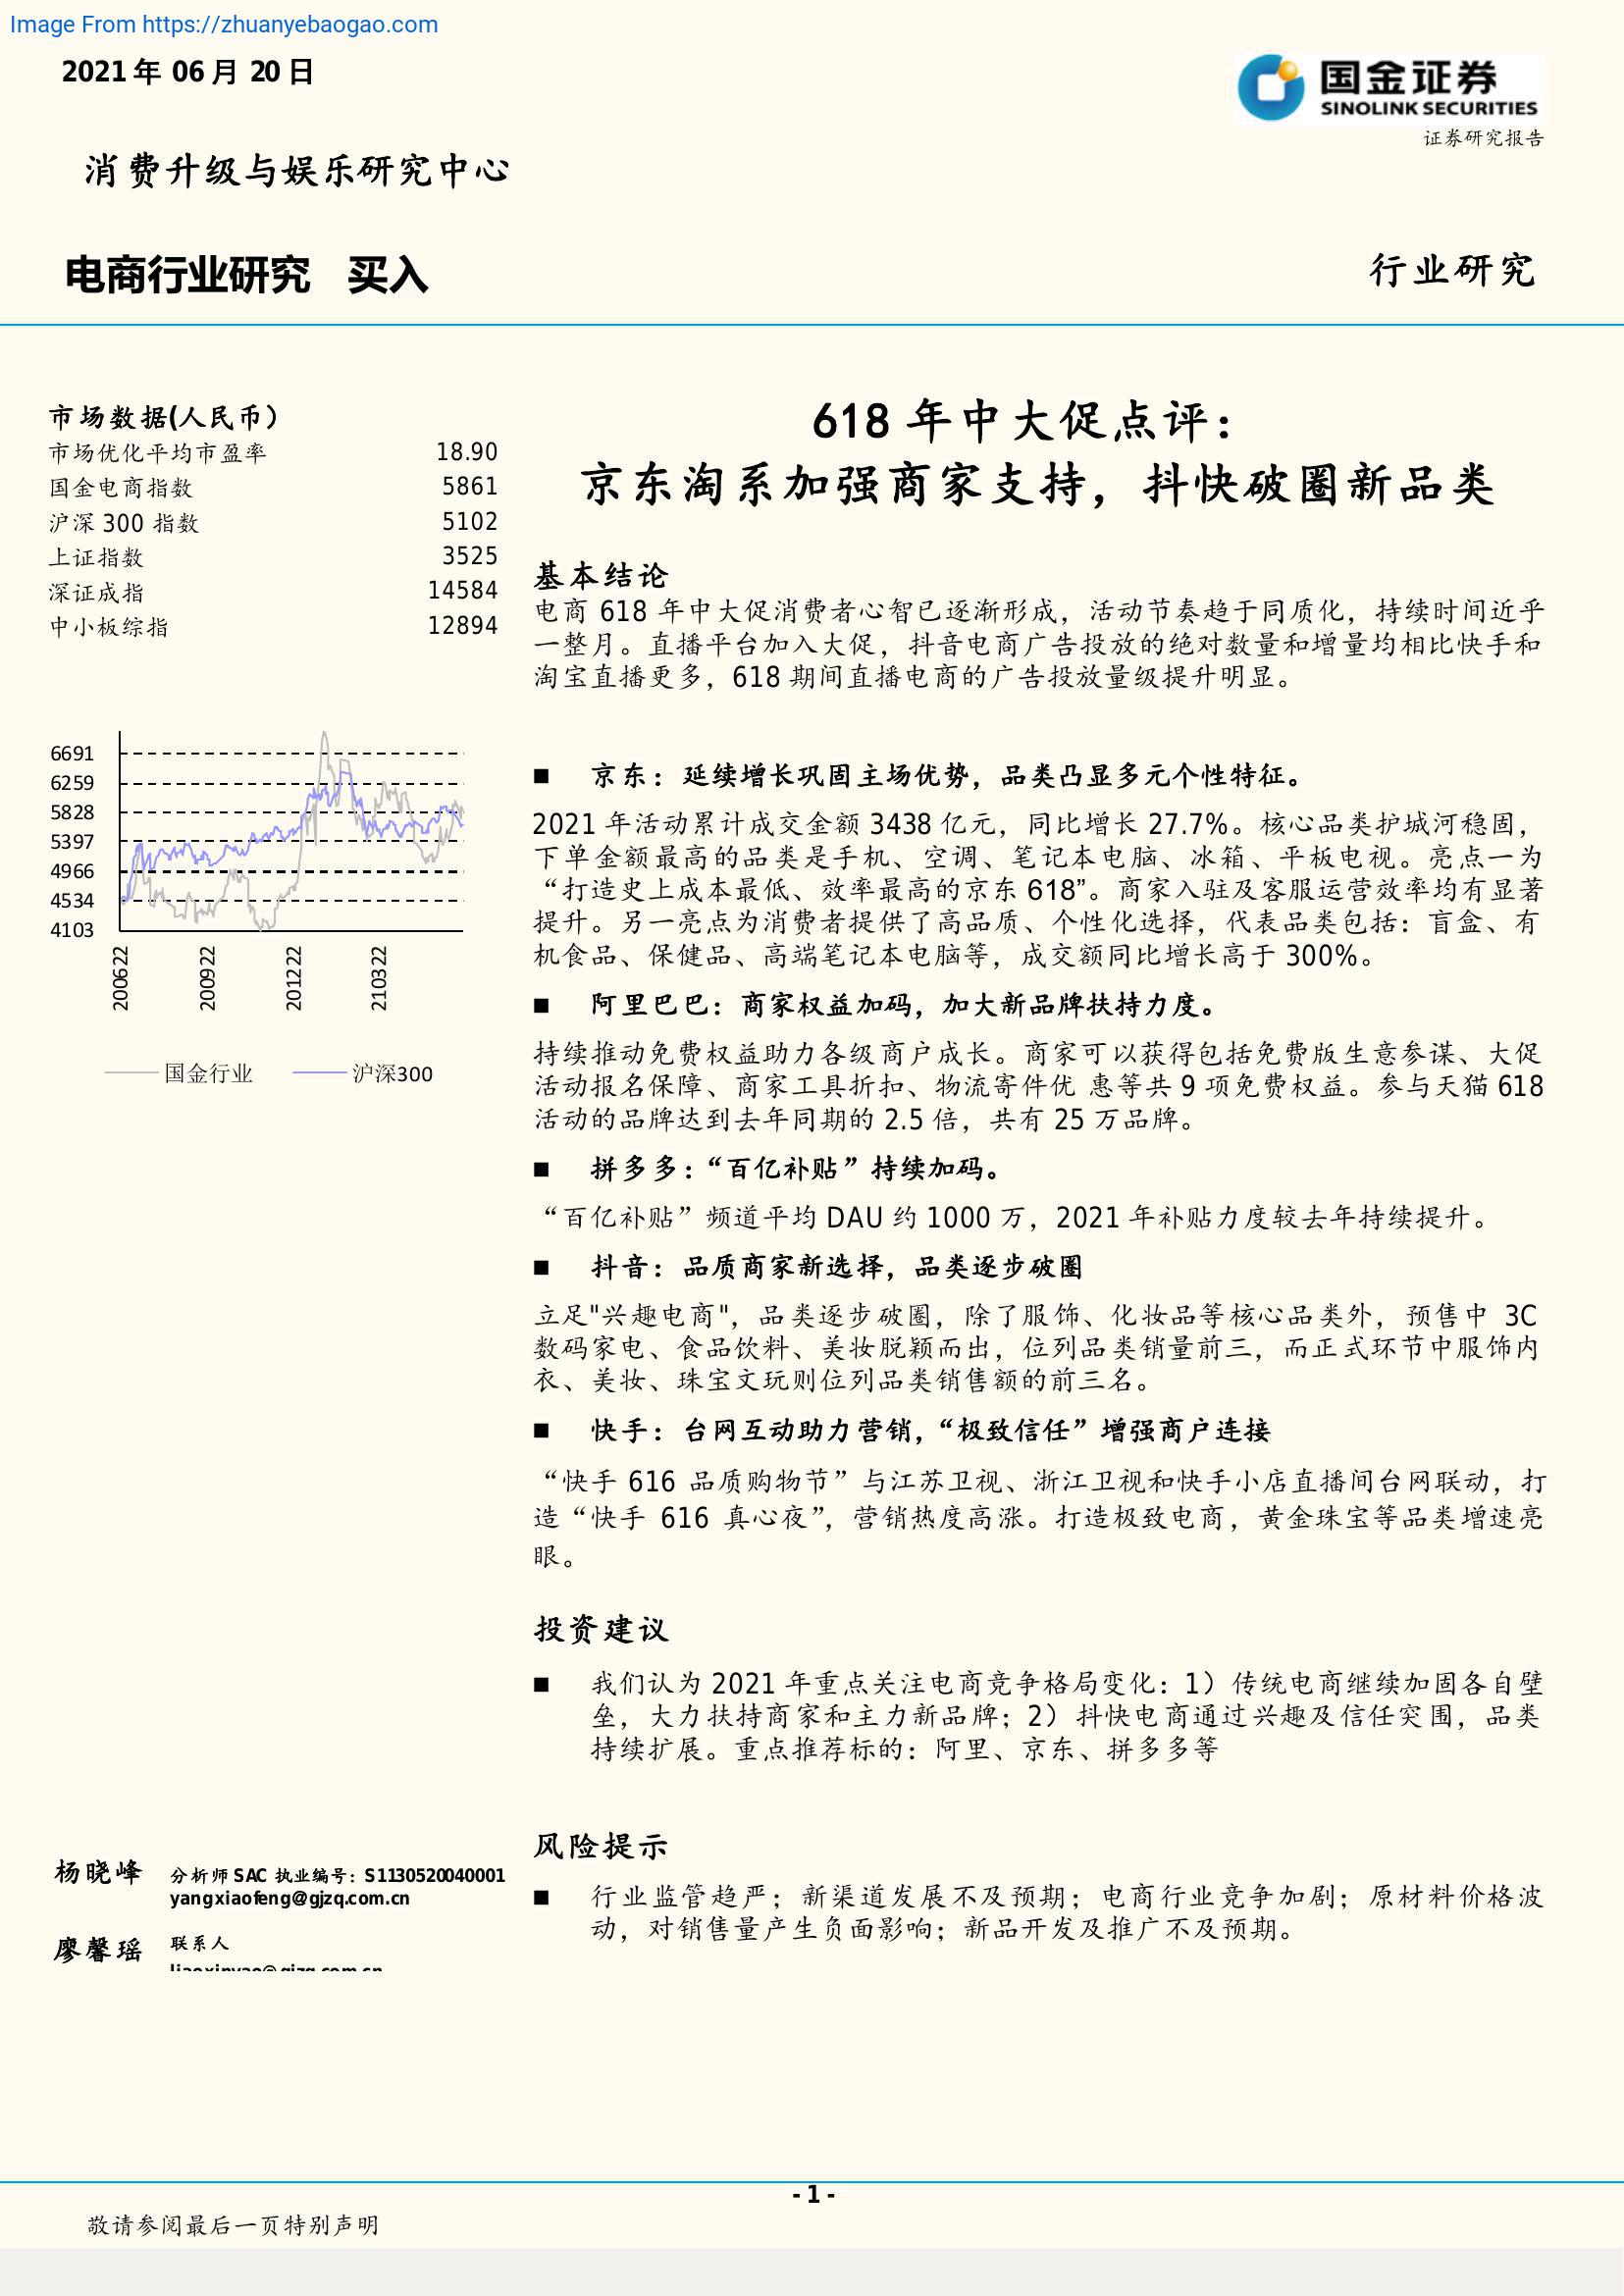 Image From https://zhuanyebaogao.com
2021 年 06 月 20 日
国金证券
SINOLINK SECURITIES
证券研究报告
消费升级与娱乐研究中心
电商行业研究 买入
行业研究
市场数据(人民币)
市场优化平均市盈率 18.90
国金电商指数 5861
沪深 300 指数 5102
上证指数 3525
深证成指 14584
中小板综指 12894
6691
6259
5828
5397
4966
4534
4103
200622
200922
201222
210322
国金行业 沪深300
618 年中大促点评：
京东淘系加强商家支持，抖快破圈新品类
基本结论
电商 618 年中大促消费者心智已逐渐形成，活动节奏趋于同质化，持续时间近乎
一整月。直播平台加入大促，抖音电商广告投放的绝对数量和增量均相比快手和
淘宝直播更多，618 期间直播电商的广告投放量级提升明显。
■ 京东：延续增长巩固主场优势，品类凸显多元个性特征。
2021 年活动累计成交金额 3438 亿元，同比增长 27.7%。核心品类护城河稳固，
下单金额最高的品类是手机、空调、笔记本电脑、冰箱、平板电视。亮点一为
“打造史上成本最低、效率最高的京东 618”。商家入驻及客服运营效率均有显著
提升。另一亮点为消费者提供了高品质、个性化选择，代表品类包括：盲盒、有
机食品、保健品、高端笔记本电脑等，成交额同比增长高于 300%。
■ 阿里巴巴：商家权益加码，加大新品牌扶持力度。
持续推动免费权益助力各级商户成长。商家可以获得包括免费版生意参谋、大促
活动报名保障、商家工具折扣、物流寄件优 惠等共 9 项免费权益。参与天猫 618
活动的品牌达到去年同期的 2.5 倍，共有 25 万品牌。
■ 拼多多：“百亿补贴”持续加码。
“百亿补贴”频道平均 DAU 约 1000 万，2021 年补贴力度较去年持续提升。
■ 抖音：品质商家新选择，品类逐步破圈
立足"兴趣电商"，品类逐步破圈，除了服饰、化妆品等核心品类外，预售中 3C
数码家电、食品饮料、美妆脱颖而出，位列品类销量前三，而正式环节中服饰内
衣、美妆、珠宝文玩则位列品类销售额的前三名。
■ 快手：台网互动助力营销，“极致信任”增强商户连接
“快手 616 品质购物节”与江苏卫视、浙江卫视和快手小店直播间台网联动，打
造“快手 616 真心夜”，营销热度高涨。打造极致电商，黄金珠宝等品类增速亮
眼。
投资建议
■ 我们认为 2021 年重点关注电商竞争格局变化：1）传统电商继续加固各自壁
垒，大力扶持商家和主力新品牌；2）抖快电商通过兴趣及信任突围，品类
持续扩展。重点推荐标的：阿里、京东、拼多多等
风险提示
■ 行业监管趋严；新渠道发展不及预期；电商行业竞争加剧；原材料价格波
动，对销售量产生负面影响；新品开发及推广不及预期。
杨晓峰 分析师 SAC 执业编号：S1130520040001
yangxiaofeng@gjzq.com.cn
廖馨瑶 联系人
- 1 -
敬请参阅最后一页特别声明